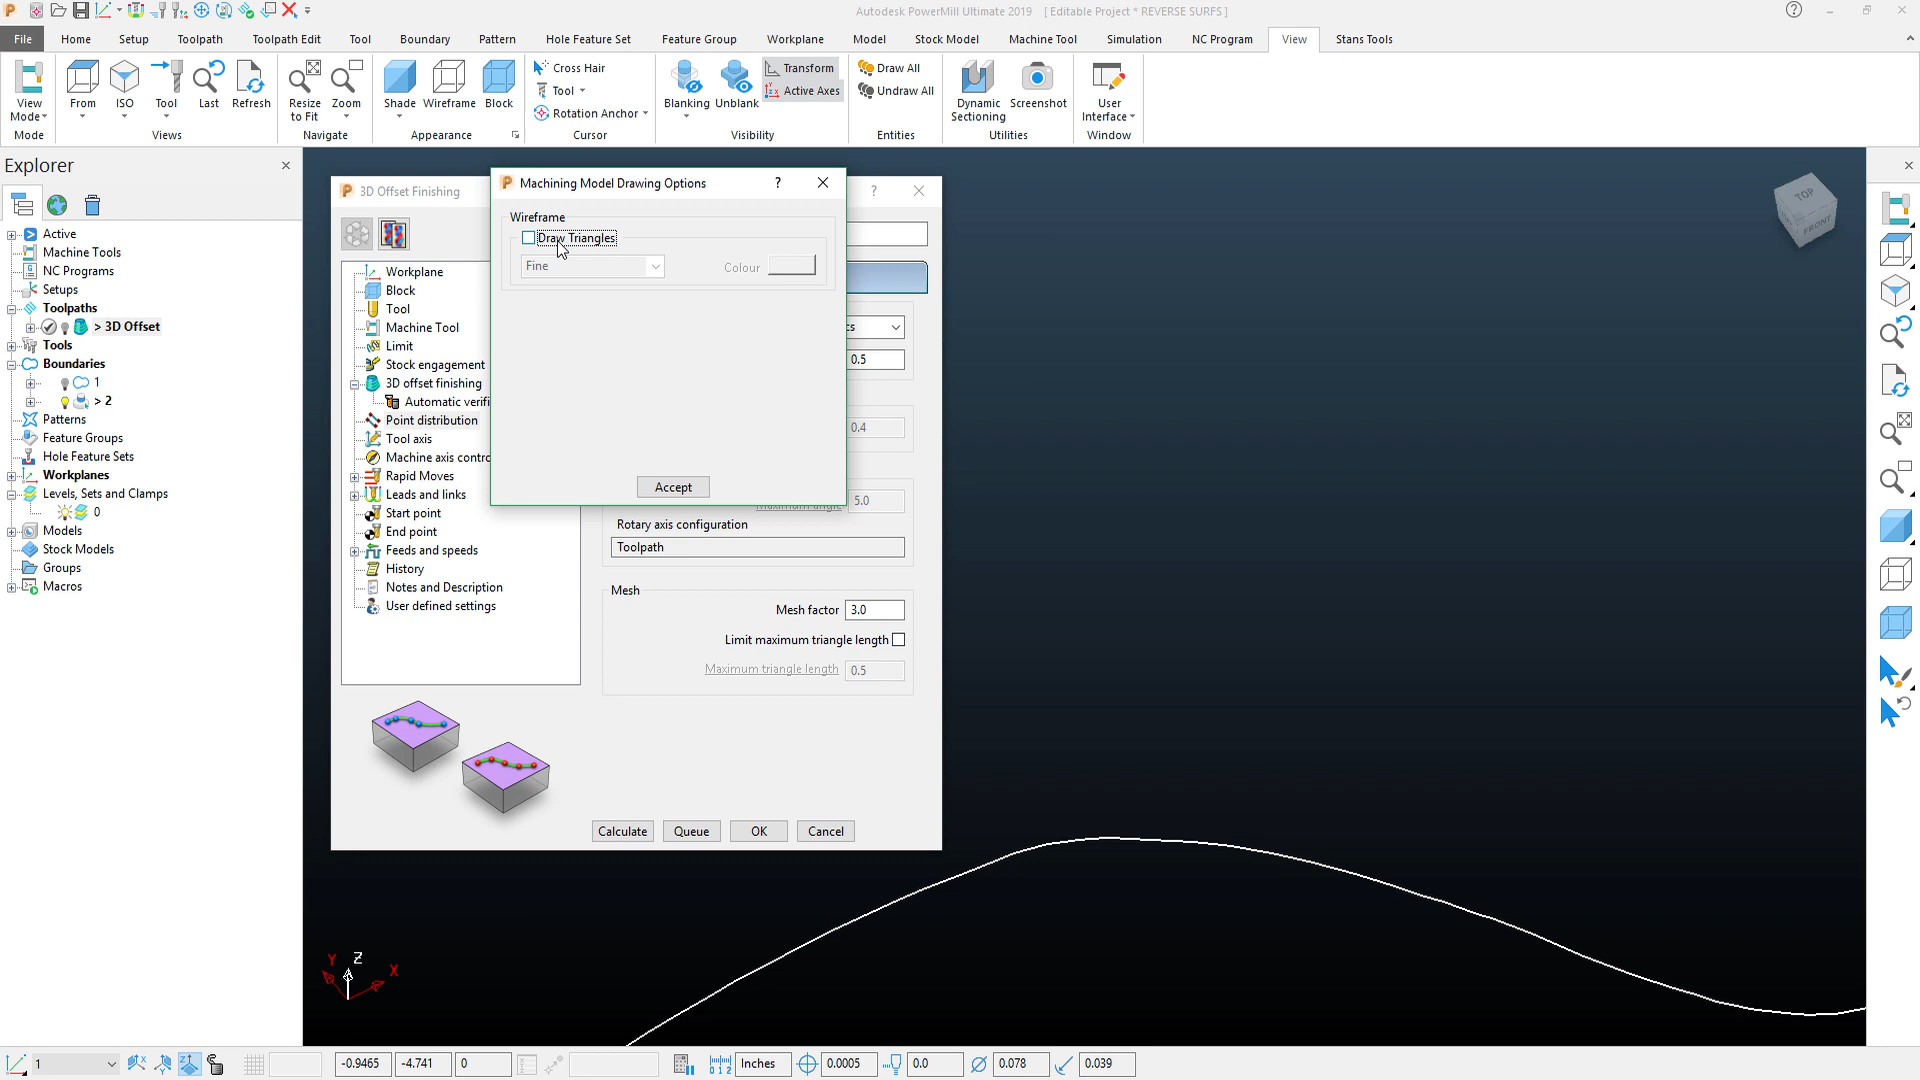 Autodesk PowerMill Ultimate 2019 [ Editable Project * REVERSE SURFS ]
File Home Setup Toolpath Toolpath Edit Tool Boundary Pattern Hole Feature Set Feature Group Workplane Model Stock Model Machine Tool Simulation NC Program View Stans Tools
View Mode
From
ISO
Tool
Last
Refresh
Resize to Fit
Zoom
Shade
Wireframe
Block
Cross Hair
Tool
Rotation Anchor
Blanking
Unblank
Transform
Active Axes
Draw All
Undraw All
Dynamic Sectioning
Screenshot
User Interface
Mode Views Navigate Appearance Cursor Visibility Entities Utilities Window
Explorer
Active
Machine Tools
NC Programs
Setups
Toolpaths
> 3D Offset
Tools
Boundaries
1
> 2
Patterns
Feature Groups
Hole Feature Sets
Workplanes
Levels, Sets and Clamps
0
Models
Stock Models
Groups
Macros
3D Offset Finishing
?
Workplane
Block
Tool
Machine Tool
Limit
Stock engagement
3D offset finishing
Automatic verifi
Point distribution
Tool axis
Machine axis contro
Rapid Moves
Leads and links
Start point
End point
Feeds and speeds
History
Notes and Description
User defined settings
Machining Model Drawing Options
?
Wireframe
Draw Triangles
Fine
Colour
Accept
cs
0.5
0.4
Maximum angle 5.0
Rotary axis configuration
Toolpath
Mesh
Mesh factor 3.0
Limit maximum triangle length
Maximum triangle length 0.5
Calculate Queue OK Cancel
TOP
FRONT
Y Z X
1 -0.9465 -4.741 0 Inches 0.0005 0.0 0.078 0.039